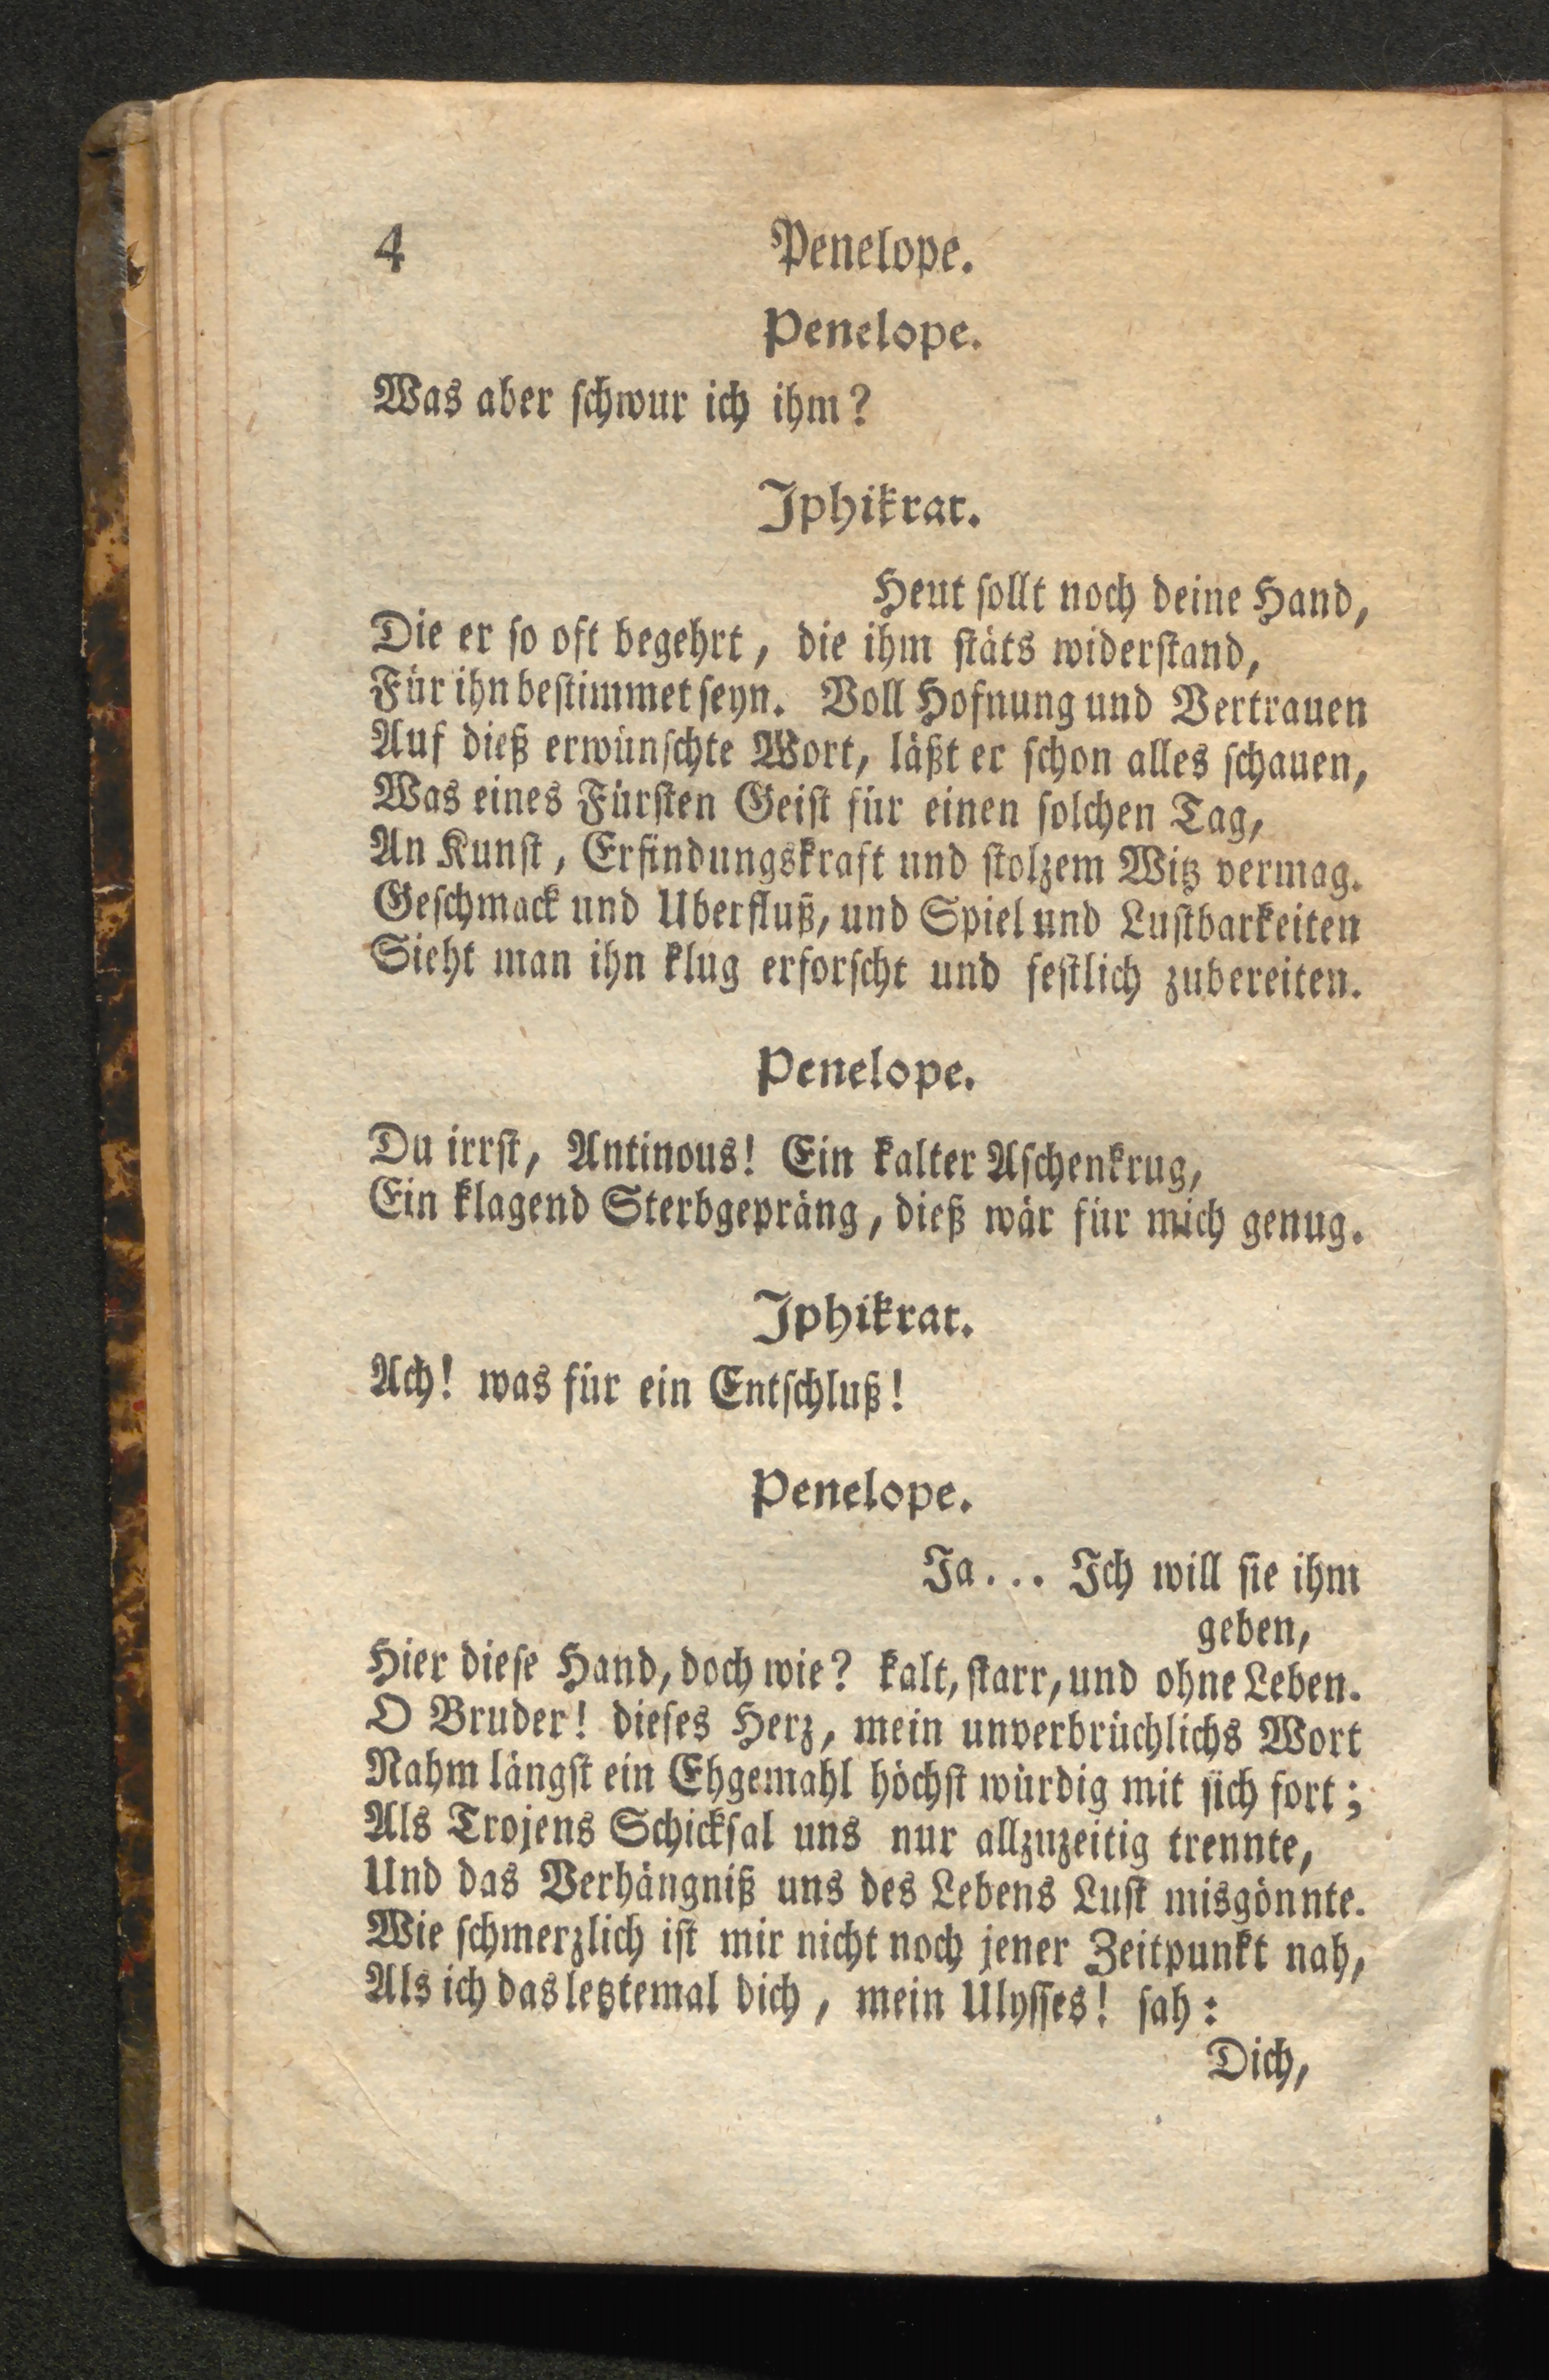 4 Penelope.
Penelope.
Was aber ſchwur ich ihm?
Iphikrat.
Heut ſollt noch deine Hand,
Die er ſo oft begehrt, die ihm ſtäts widerſtand,
Für ihn beſtimmet ſeyn. Voll Hofnung und Vertrauen
Auf dieß erwünſchte Wort, läßt er ſchon alles ſchauen,
Was eines Fürſten Geiſt für einen ſolchen Tag,
An Kunſt, Erfindungskraft und ſtolzem Witz vermag.
Geſchmack und Uberfluß, und Spiel und Luſtbarkeiten
Sieht man ihn klug erforſcht und feſtlich zubereiten.
Penelope.
Du irrſt, Antinous! Ein kalter Aſchenkrug,
Ein klagend Sterbgepräng, dieß wär für mich genug.
Iphikrat.
Ach! was für ein Entſchluß!
Penelope.
Ja... Ich will ſie ihm
geben,
Hier dieſe Hand, doch wie? kalt, ſtarr, und ohne Leben.
O Bruder! dieſes Herz, mein unverbrüchlichs Wort
Nahm längſt ein Ehgemahl höchſt würdig mit ſich fort;
Als Trojens Schickſal uns nur allzuzeitig trennte,
Und das Verhängniß uns des Lebens Luſt misgönnte.
Wie ſchmerzlich iſt mir nicht noch jener Zeitpunkt nah,
Als ich das letztemal dich, mein Ulyſſes! ſah:
Dich,